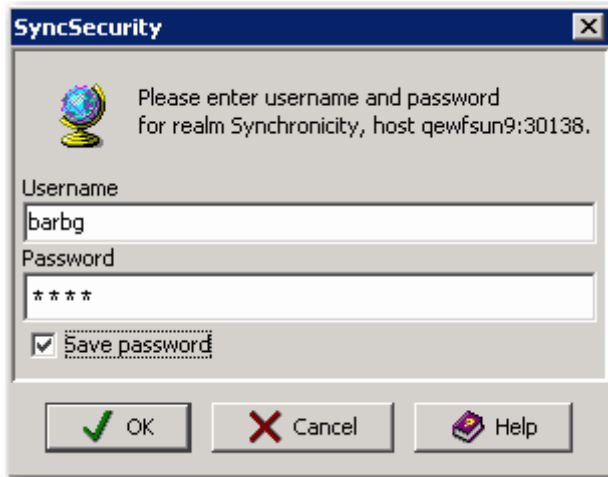 SyncSecurity
Please enter username and password
for realm Synchronicity, host qewfsun9:30138.
Username
barbg
Password
****
Save password
OK Cancel Help